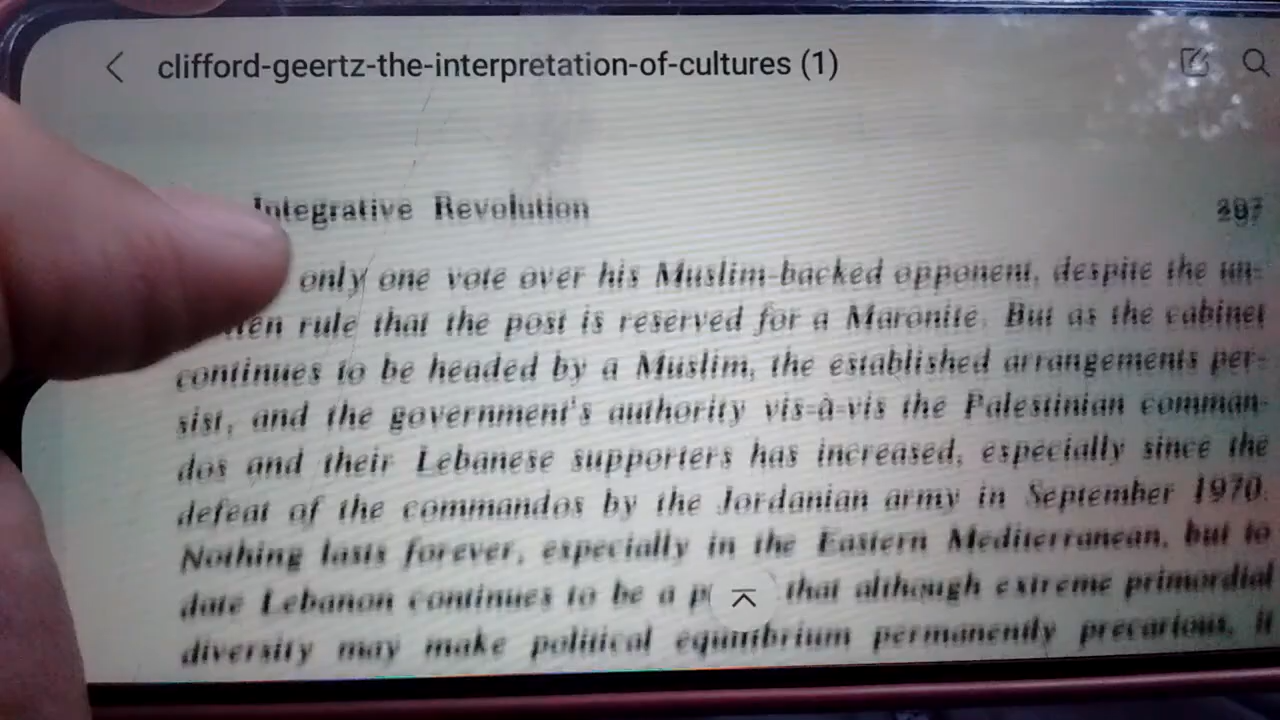 clifford-geertz-the-interpretation-of-cultures (1)
Integrative Revolution
only one vote over his Muslim-backed opponent, despite the un-
rule that the post is reserved for a Maronite. But as the cabinet
continues to be headed by a Muslim, the established arrangements per-
sist, and the government's authority vis-à-vis the Palestinian comman-
dos and their Lebanese supporters has increased, especially since the
defeat of the commandos by the Jordanian army in September 1970.
Nothing lasts forever, especially in the Eastern Mediterranean, but to
date Lebanon continues to be a that although extreme primordial
diversity may make political equilibrium permanently precarious, it